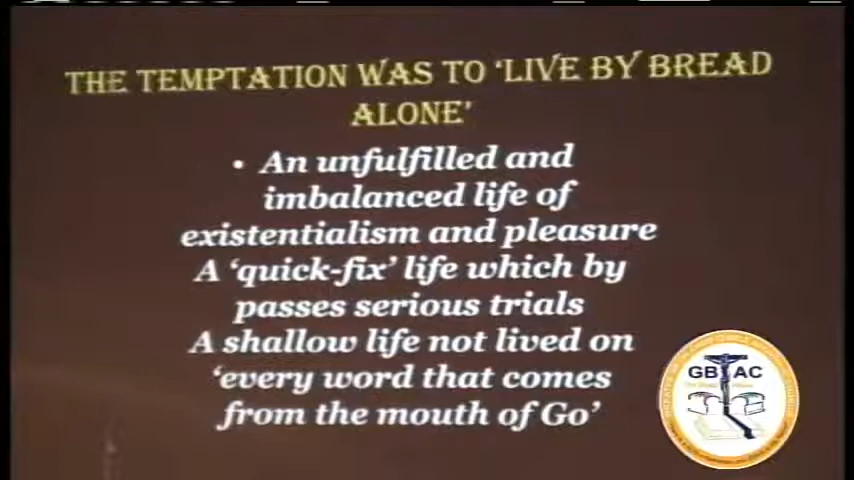 THE TEMPTATION WAS TO ‘LIVE BY BREAD
ALONE’
• An unfulfilled and
imbalanced life of
existentialism and pleasure
A ‘quick-fix’ life which by
passes serious trials
A shallow life not lived on
‘every word that comes
from the mouth of Go’
GB AC